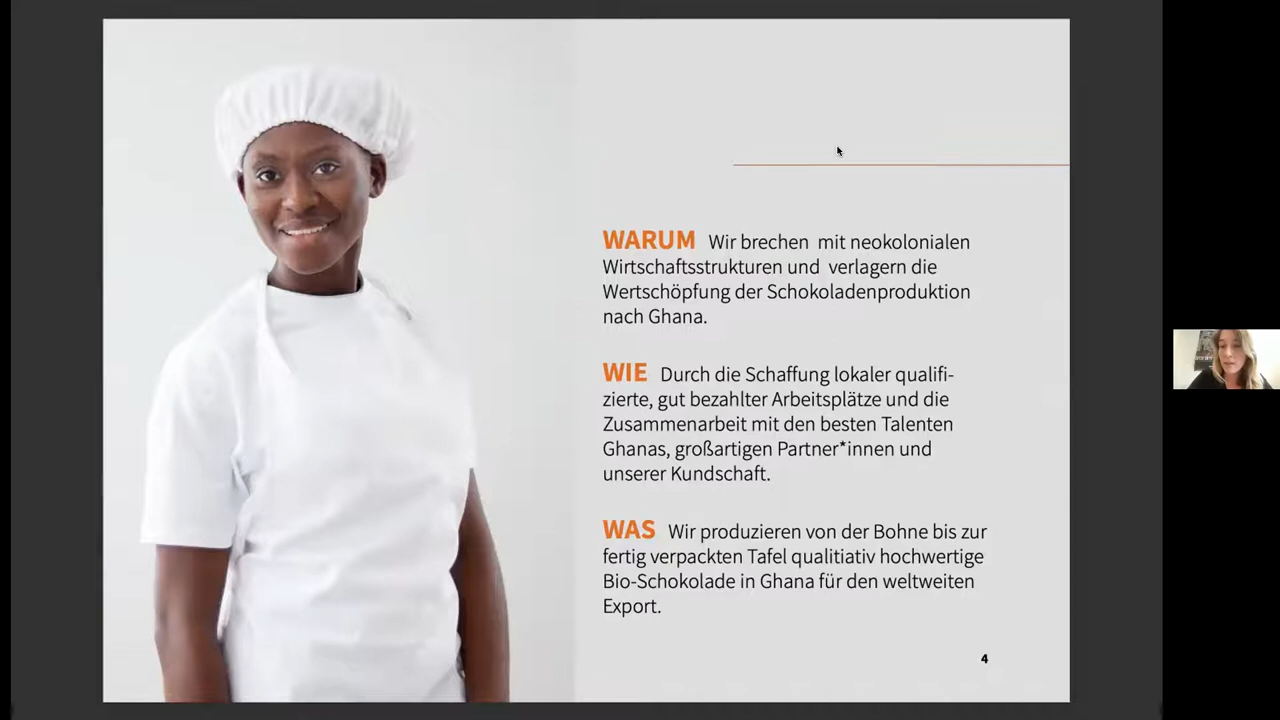 WARUM Wir brechen mit neokolonialen
Wirtschaftsstrukturen und verlagern die
Wertschöpfung der Schokoladenproduktion
nach Ghana.
WIE Durch die Schaffung lokaler qualifi-
zierte, gut bezahlter Arbeitsplätze und die
Zusammenarbeit mit den besten Talenten
Ghanas, großartigen Partner*innen und
unserer Kundschaft.
WAS Wir produzieren von der Bohne bis zur
fertig verpackten Tafel qualitiativ hochwertige
Bio-Schokolade in Ghana für den weltweiten
Export.
4